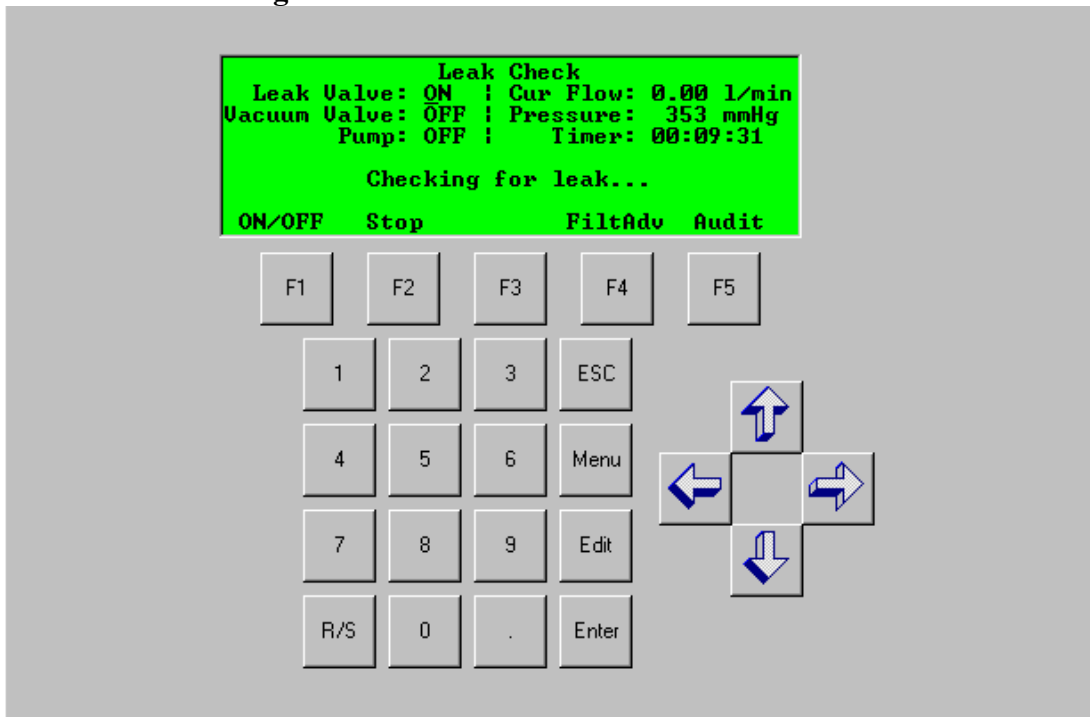 Leak Check
Leak Valve: ON ¦ Cur Flow: 0.00 l/min
Vacuum Valve: OFF ¦ Pressure: 353 mmHg
Pump: OFF ¦ Timer: 00:09:31
Checking for leak...
ON/OFF Stop FiltAdv Audit
F1 F2 F3 F4 F5
1 2 3 ESC
4 5 6 Menu
7 8 9 Edit
R/S 0 . Enter